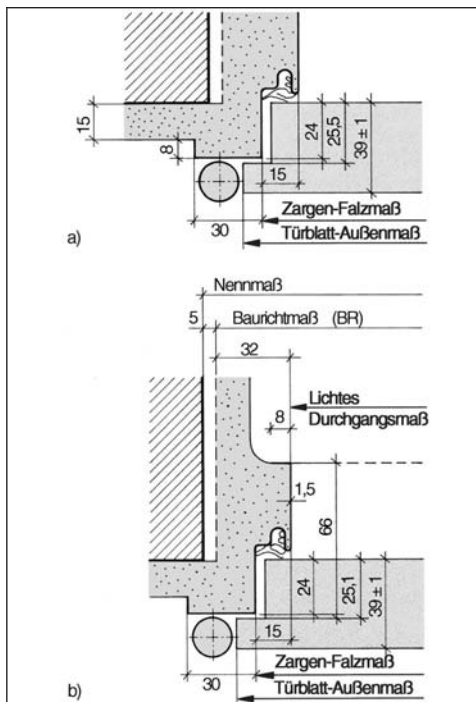 15
8
24
25,5
39 ± 1
15
30
Zargen-Falzmaß
Türblatt-Außenmaß
a)
Nennmaß
5
Baurichtmaß (BR)
32
Lichtes
Durchgangsmaß
8
1,5
66
24
25,1
39 ± 1
15
30
Zargen-Falzmaß
Türblatt-Außenmaß
b)